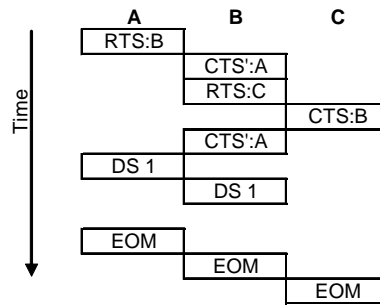 A B C
RTS:B
CTS':A
RTS:C
CTS:B
CTS':A
DS 1
DS 1
EOM
EOM
EOM
Time